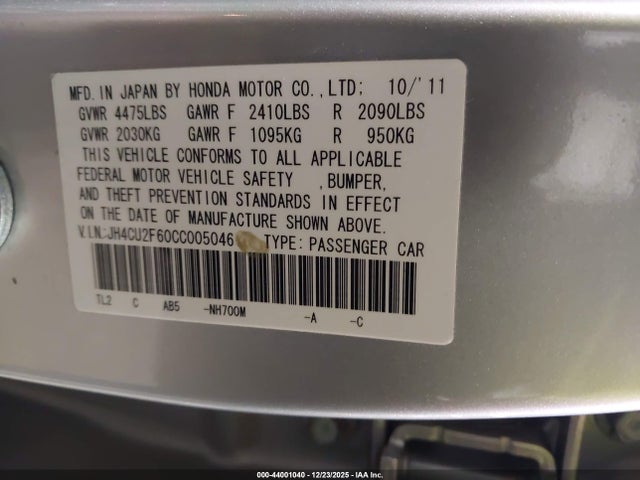 MFD. IN JAPAN BY HONDA MOTOR CO.,LTD; 10/'11
GVWR 4475LBS GAWR F 2410LBS R 2090LBS
GVWR 2030KG GAWR F 1095KG R 950KG
THIS VEHICLE CONFORMS TO ALL APPLICABLE
FEDERAL MOTOR VEHICLE SAFETY ,BUMPER,
AND THEFT PREVENTION STANDARDS IN EFFECT
ON THE DATE OF MANUFACTURE SHOWN ABOVE.
V.I.N.:JH4CU2F60CC005046 TYPE: PASSENGER CAR
TL2 C AB5 -NH700M -A -C
000-44001040 - 12/23/2025 - IAA Inc.